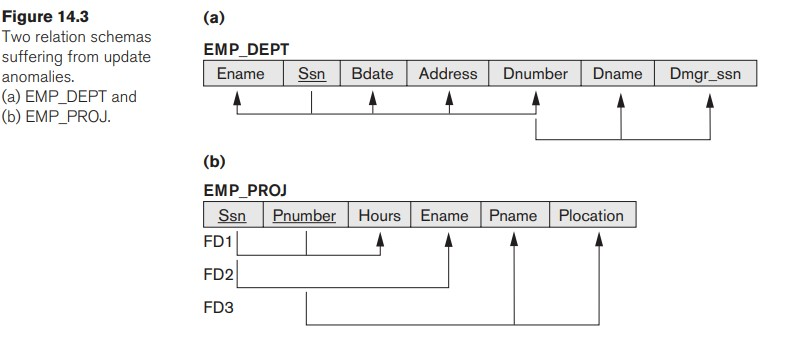 Figure 14.3
Two relation schemas
suffering from update
anomalies.
(a) EMP_DEPT and
(b) EMP_PROJ.
(a)
EMP_DEPT
Ename Ssn Bdate Address Dnumber Dname Dmgr_ssn
(b)
EMP_PROJ
Ssn Pnumber Hours Ename Pname Plocation
FD1
FD2
FD3